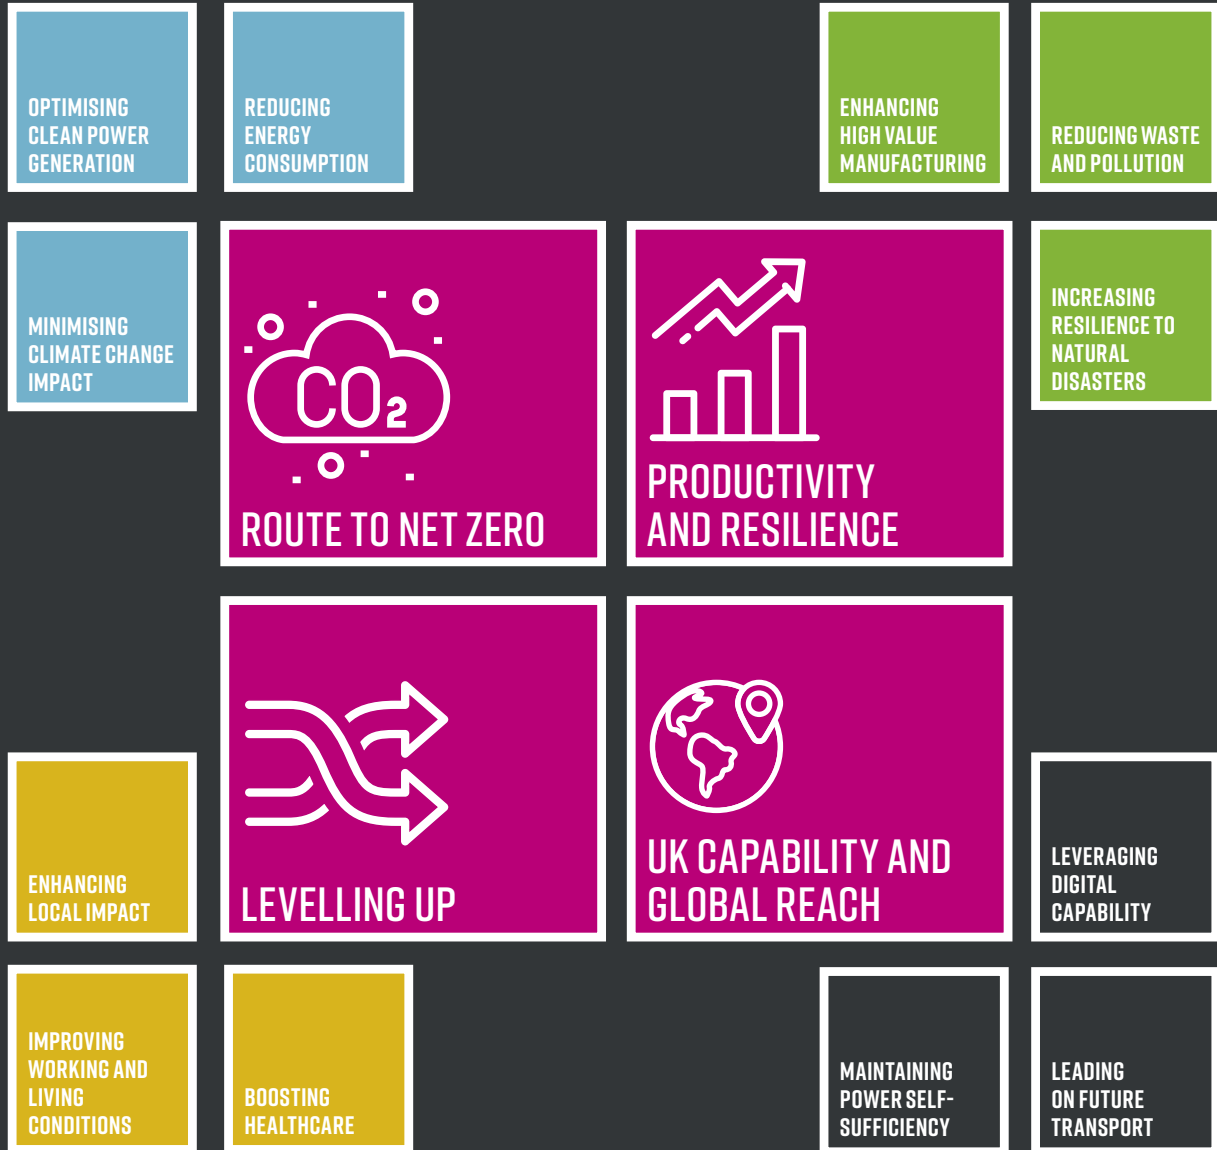 OPTIMISING
CLEAN POWER
GENERATION
REDUCING
ENERGY
CONSUMPTION
ENHANCING
HIGH VALUE
MANUFACTURING
REDUCING WASTE
AND POLLUTION
MINIMISING
CLIMATE CHANGE
IMPACT
CO₂
ROUTE TO NET ZERO
PRODUCTIVITY
AND RESILIENCE
INCREASING
RESILIENCE TO
NATURAL
DISASTERS
ENHANCING
LOCAL IMPACT
LEVELLING UP
UK CAPABILITY AND
GLOBAL REACH
LEVERAGING
DIGITAL
CAPABILITY
IMPROVING
WORKING AND
LIVING
CONDITIONS
BOOSTING
HEALTHCARE
MAINTAINING
POWER SELF-
SUFFICIENCY
LEADING
ON FUTURE
TRANSPORT